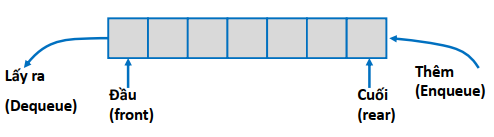 Lấy ra
(Dequeue)
Đầu
(front)
Cuối
(rear)
Thêm
(Enqueue)